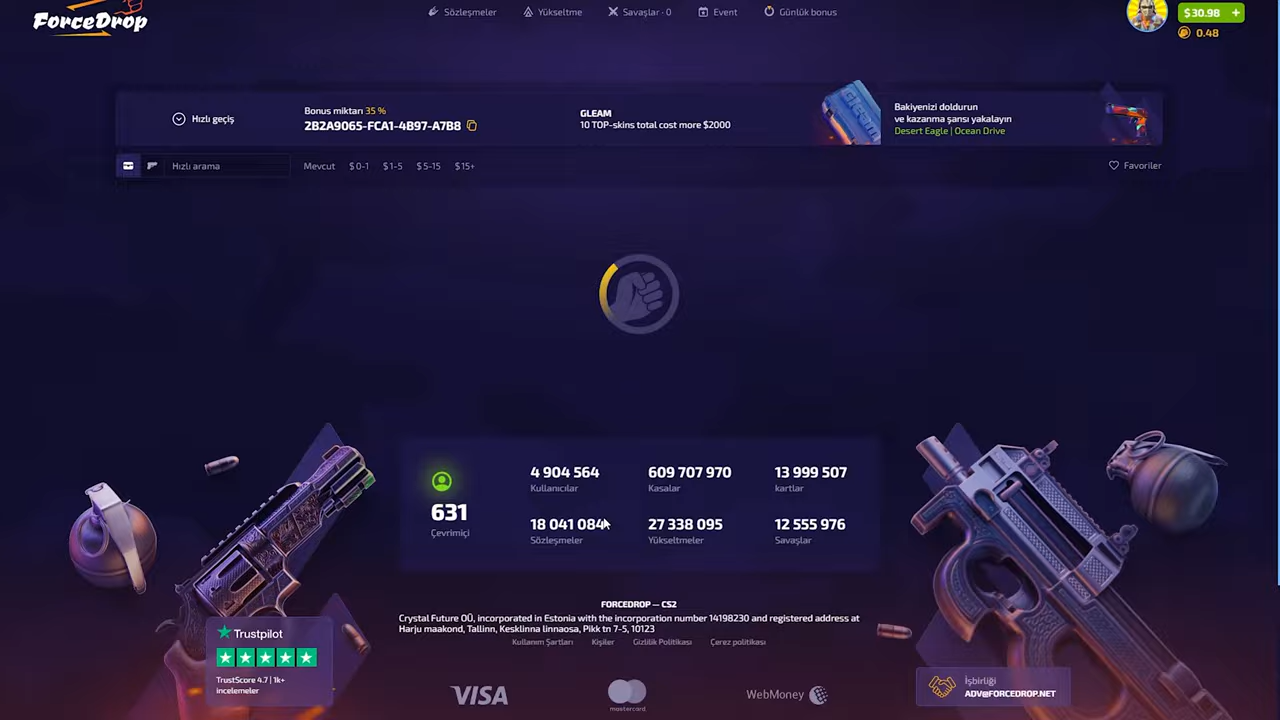 ForceDrop
Sözleşmeler
Yükseltme
Savaşlar · 0
Event
Günlük bonus
$30.98 +
0.48
Hızlı geçiş
Bonus miktarı 35 %
2B2A9065-FCA1-4B97-A7B8
GLEAM
10 TOP-skins total cost more $2000
Gleam
Bakiyenizi doldurun
ve kazanma şansı yakalayın
Desert Eagle | Ocean Drive
Hızlı arama
Mevcut
$ 0-1
$ 1-5
$ 5-15
$ 15+
Favoriler
631
Çevrimiçi
4 904 564
Kullanıcılar
609 707 970
Kasalar
13 999 507
kartlar
18 041 084
Sözleşmeler
27 338 095
Yükseltmeler
12 555 976
Savaşlar
FORCEDROP — CS2
Crystal Future OÜ, incorporated in Estonia with the incorporation number 14198230 and registered address at
Harju maakond, Tallinn, Kesklinna linnaosa, Pikk tn 7-5, 10123
Kullanım Şartları
Kişiler
Gizlilik Politikası
Çerez politikası
Trustpilot
TrustScore 4.7 | 1k+
incelemeler
VISA
mastercard
WebMoney
İşbirliği
ADV@FORCEDROP.NET